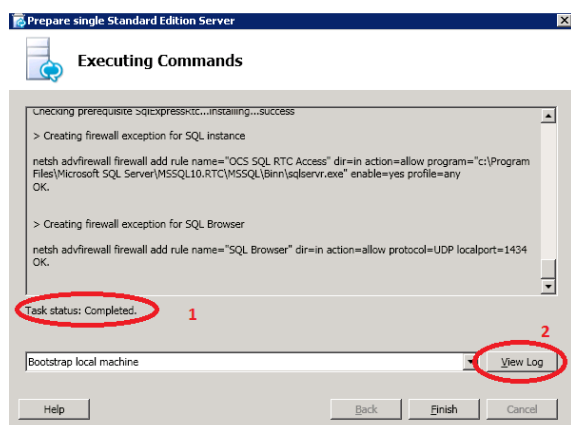 Prepare single Standard Edition Server
Executing Commands
Checking prerequisite SqlExpressRtc...installing...success
> Creating firewall exception for SQL instance
netsh advfirewall firewall add rule name="OCS SQL RTC Access" dir=in action=allow program="c:\Program
Files\Microsoft SQL Server\MSSQL10.RTC\MSSQL\Binn\sqlservr.exe" enable=yes profile=any
OK.
> Creating firewall exception for SQL Browser
netsh advfirewall firewall add rule name="SQL Browser" dir=in action=allow protocol=UDP localport=1434
OK.
Task status: Completed.
1
2
Bootstrap local machine
View Log
Help
Back
Finish
Cancel